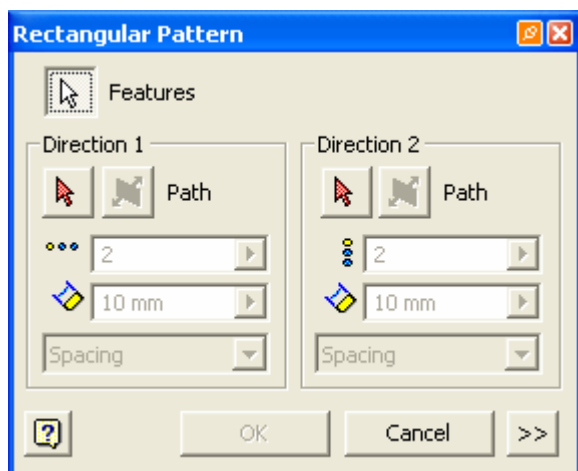 Rectangular Pattern
Features
Direction 1
Path
2
10 mm
Spacing
Direction 2
Path
2
10 mm
Spacing
? OK Cancel >>